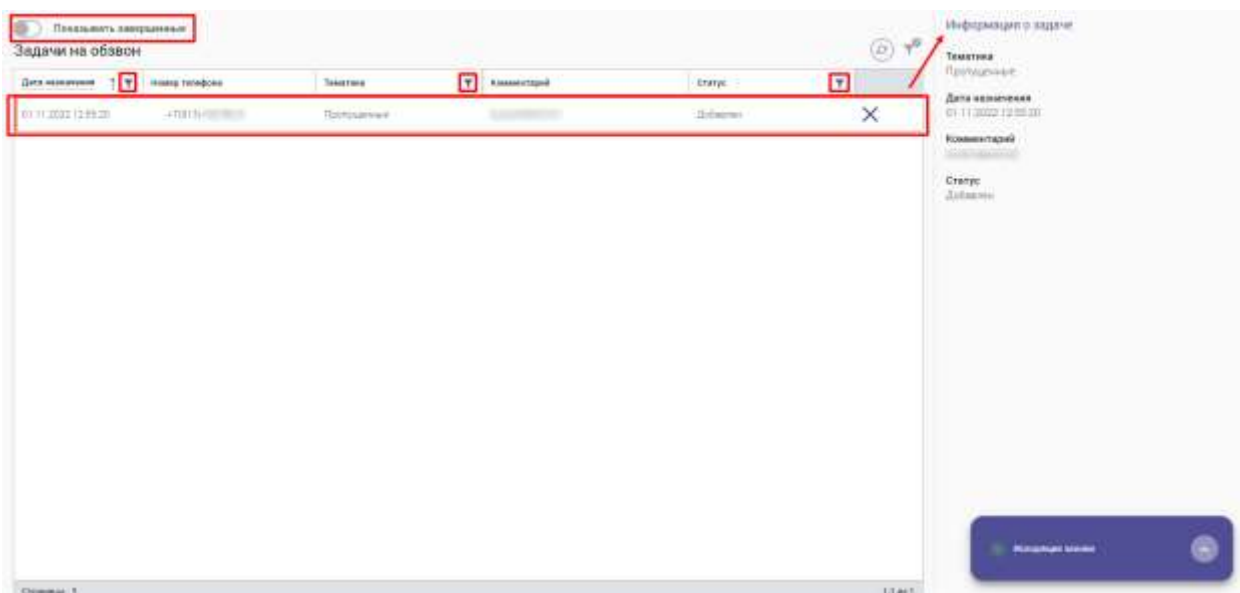 Показывать завершенные
Задачи на обзвон
Дата назначения
Номер телефона
Тематика
Комментарий
Статус
01.11.2022 12:55:20
Пропущенные
Добавлен
Информация о задаче
Тематика
Пропущенные
Дата назначения
01.11.2022 12:55:20
Комментарий
Статус
Добавлен